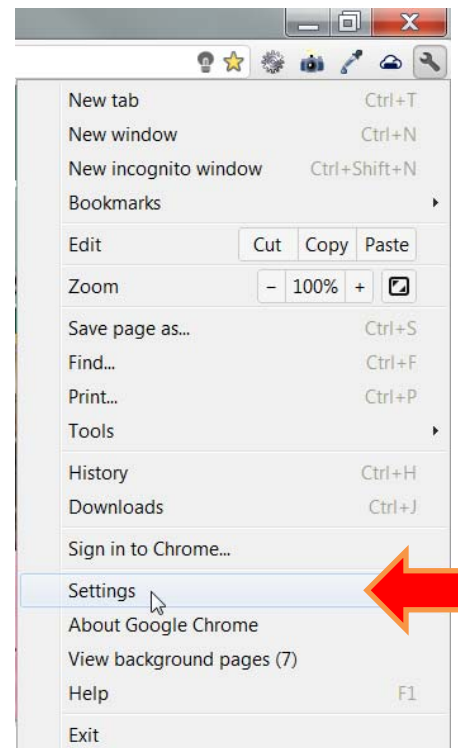 New tab Ctrl+T
New window Ctrl+N
New incognito window Ctrl+Shift+N
Bookmarks
Edit Cut Copy Paste
Zoom - 100% +
Save page as... Ctrl+S
Find... Ctrl+F
Print... Ctrl+P
Tools
History Ctrl+H
Downloads Ctrl+J
Sign in to Chrome...
Settings
About Google Chrome
View background pages (7)
Help F1
Exit